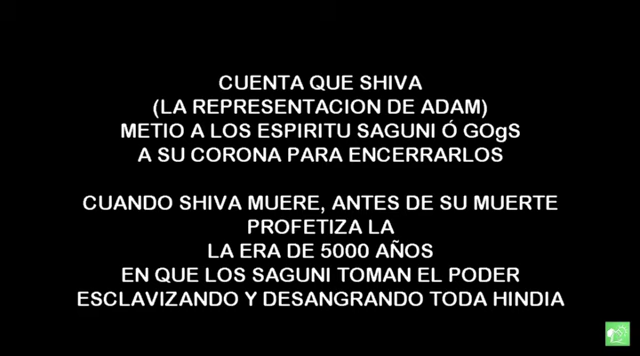 CUENTA QUE SHIVA
(LA REPRESENTACION DE ADAM)
METIO A LOS ESPIRITU SAGUNI Ó GOgS
A SU CORONA PARA ENCERRARLOS
CUANDO SHIVA MUERE, ANTES DE SU MUERTE
PROFETIZA LA
LA ERA DE 5000 AÑOS
EN QUE LOS SAGUNI TOMAN EL PODER
ESCLAVIZANDO Y DESANGRANDO TODA HINDIA